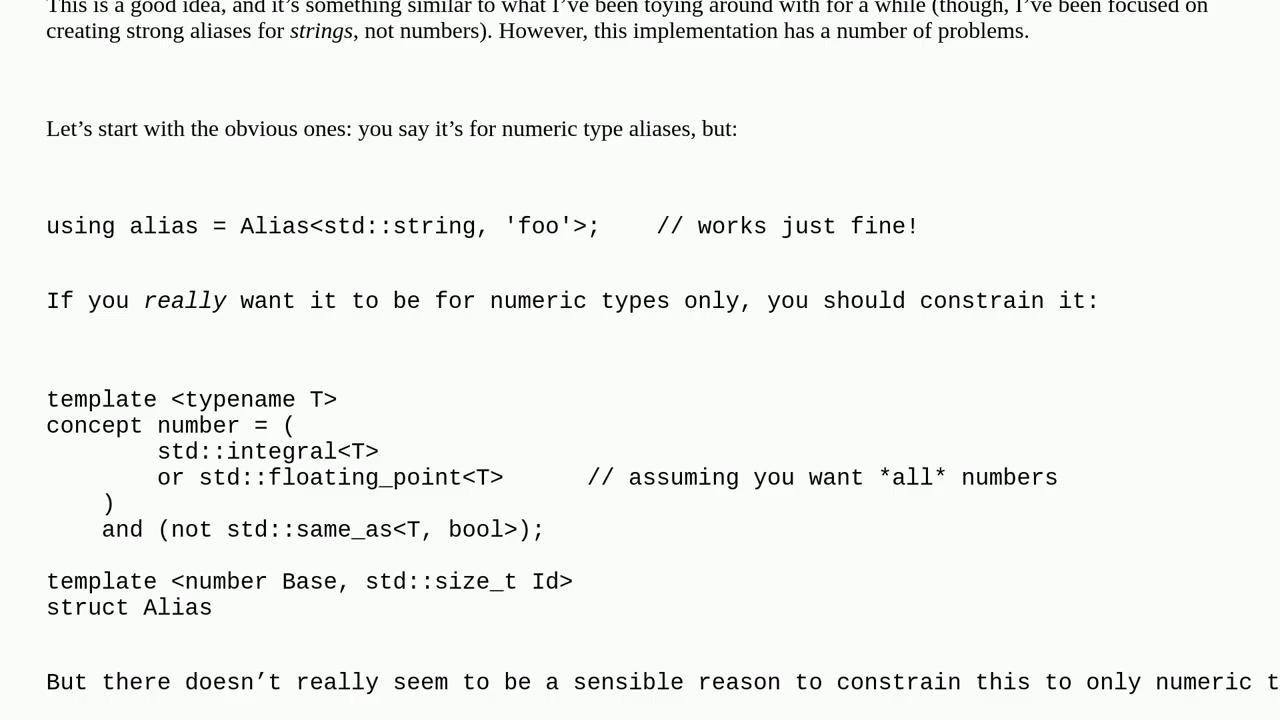 This is a good idea, and it’s something similar to what I’ve been toying around with for a while (though, I’ve been focused on
creating strong aliases for strings, not numbers). However, this implementation has a number of problems.
Let’s start with the obvious ones: you say it’s for numeric type aliases, but:
using alias = Alias<std::string, 'foo'>;    // works just fine!
If you really want it to be for numeric types only, you should constrain it:
template <typename T>
concept number = (
        std::integral<T>
        or std::floating_point<T>      // assuming you want *all* numbers
    )
    and (not std::same_as<T, bool>);
template <number Base, std::size_t Id>
struct Alias
But there doesn’t really seem to be a sensible reason to constrain this to only numeric